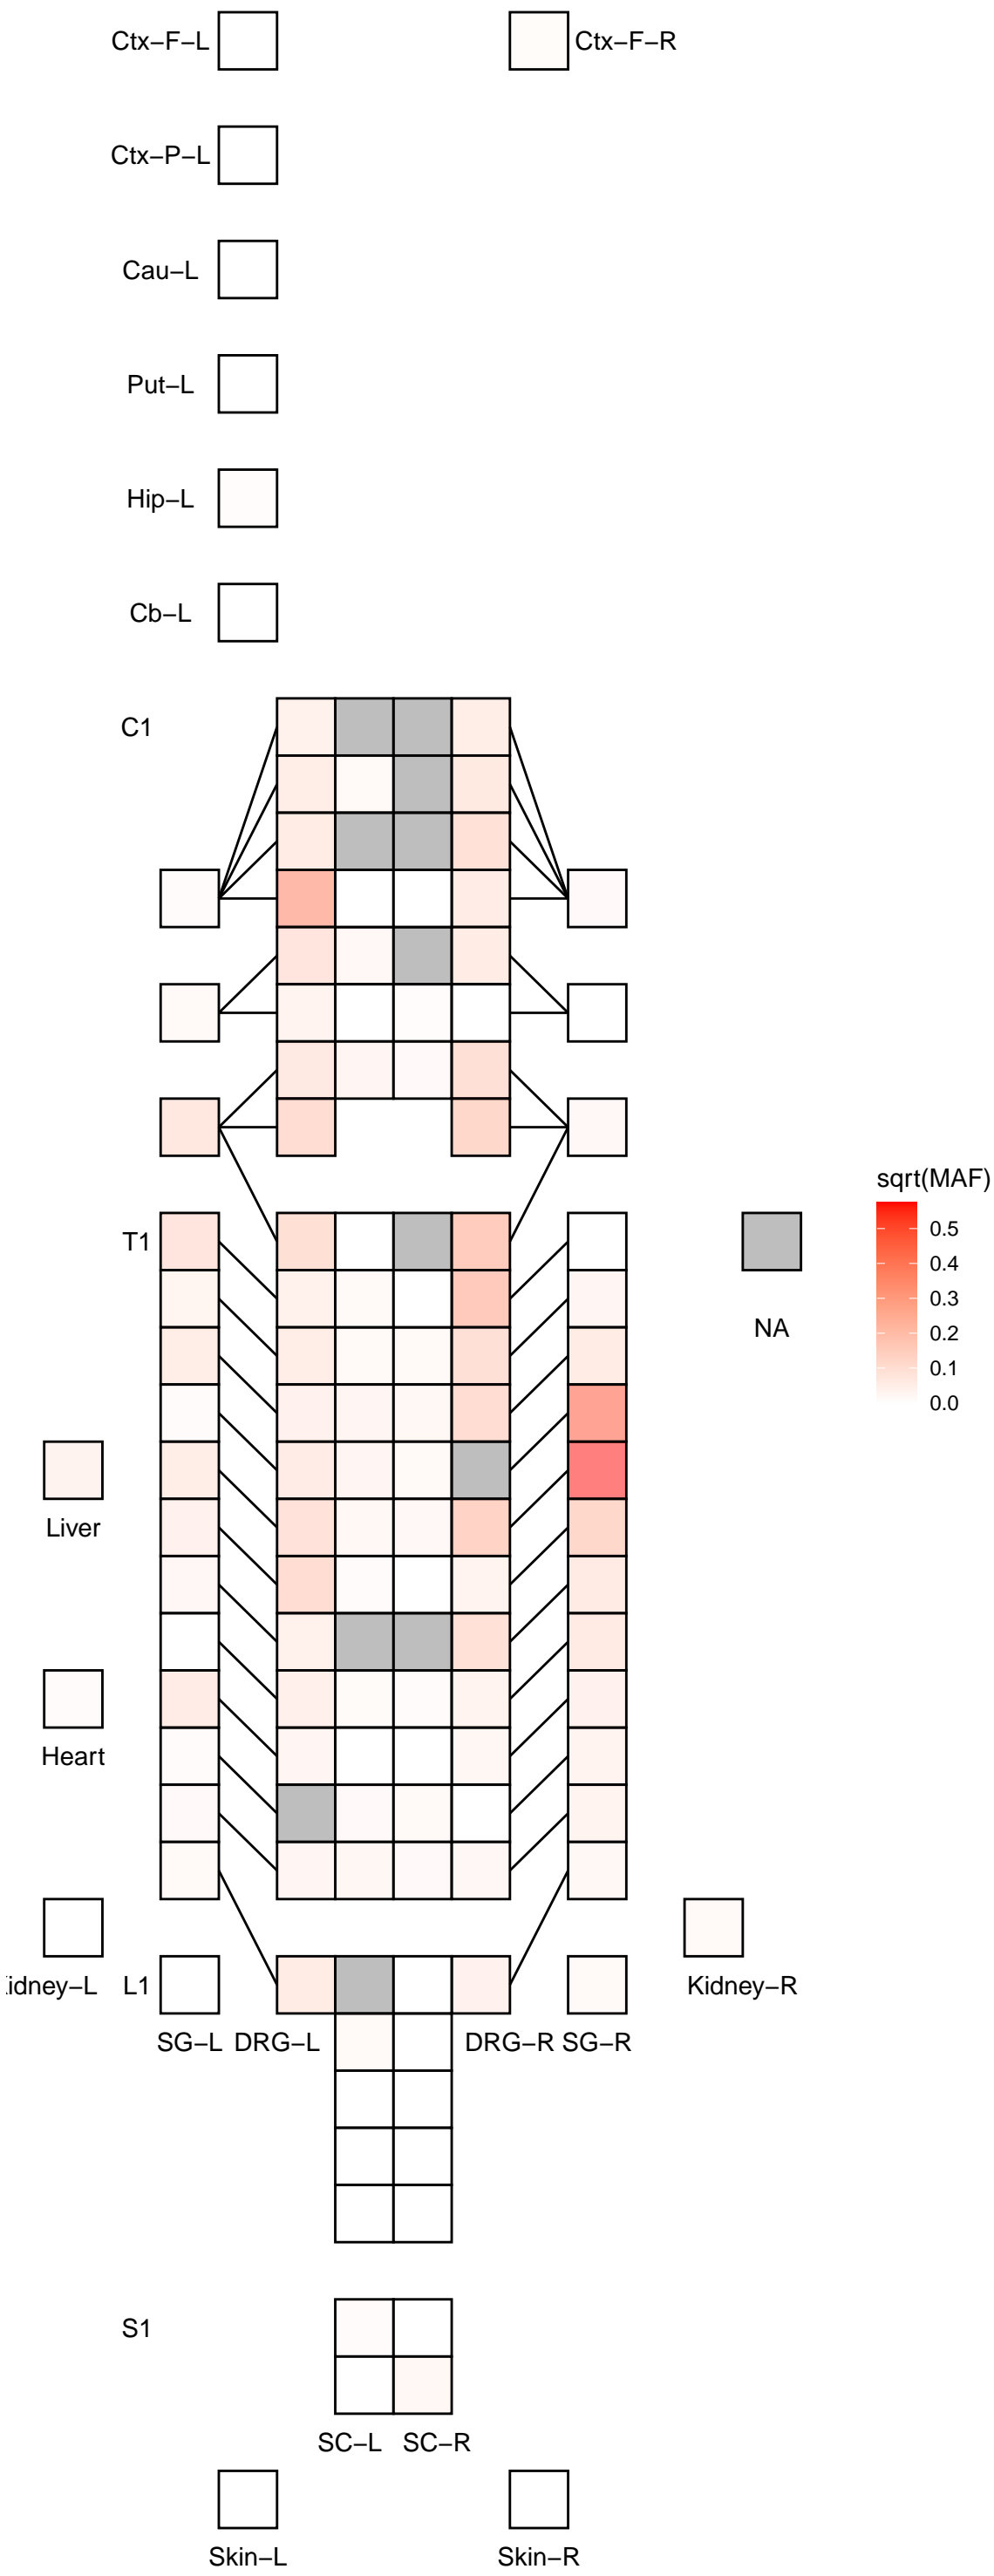 Ctx−F−L
Ctx−F−R
Ctx−P−L
Cau−L
Put−L
Hip−L
Cb−L
C1
sqrt(MAF)
T1
0.5
0.4
0.3
NA
0.2
0.1
0.0
Liver
Heart
idney−L
L1
Kidney−R
SG−L
DRG−L
DRG−R
SG−R
S1
SC−L
SC−R
Skin−L
Skin−R